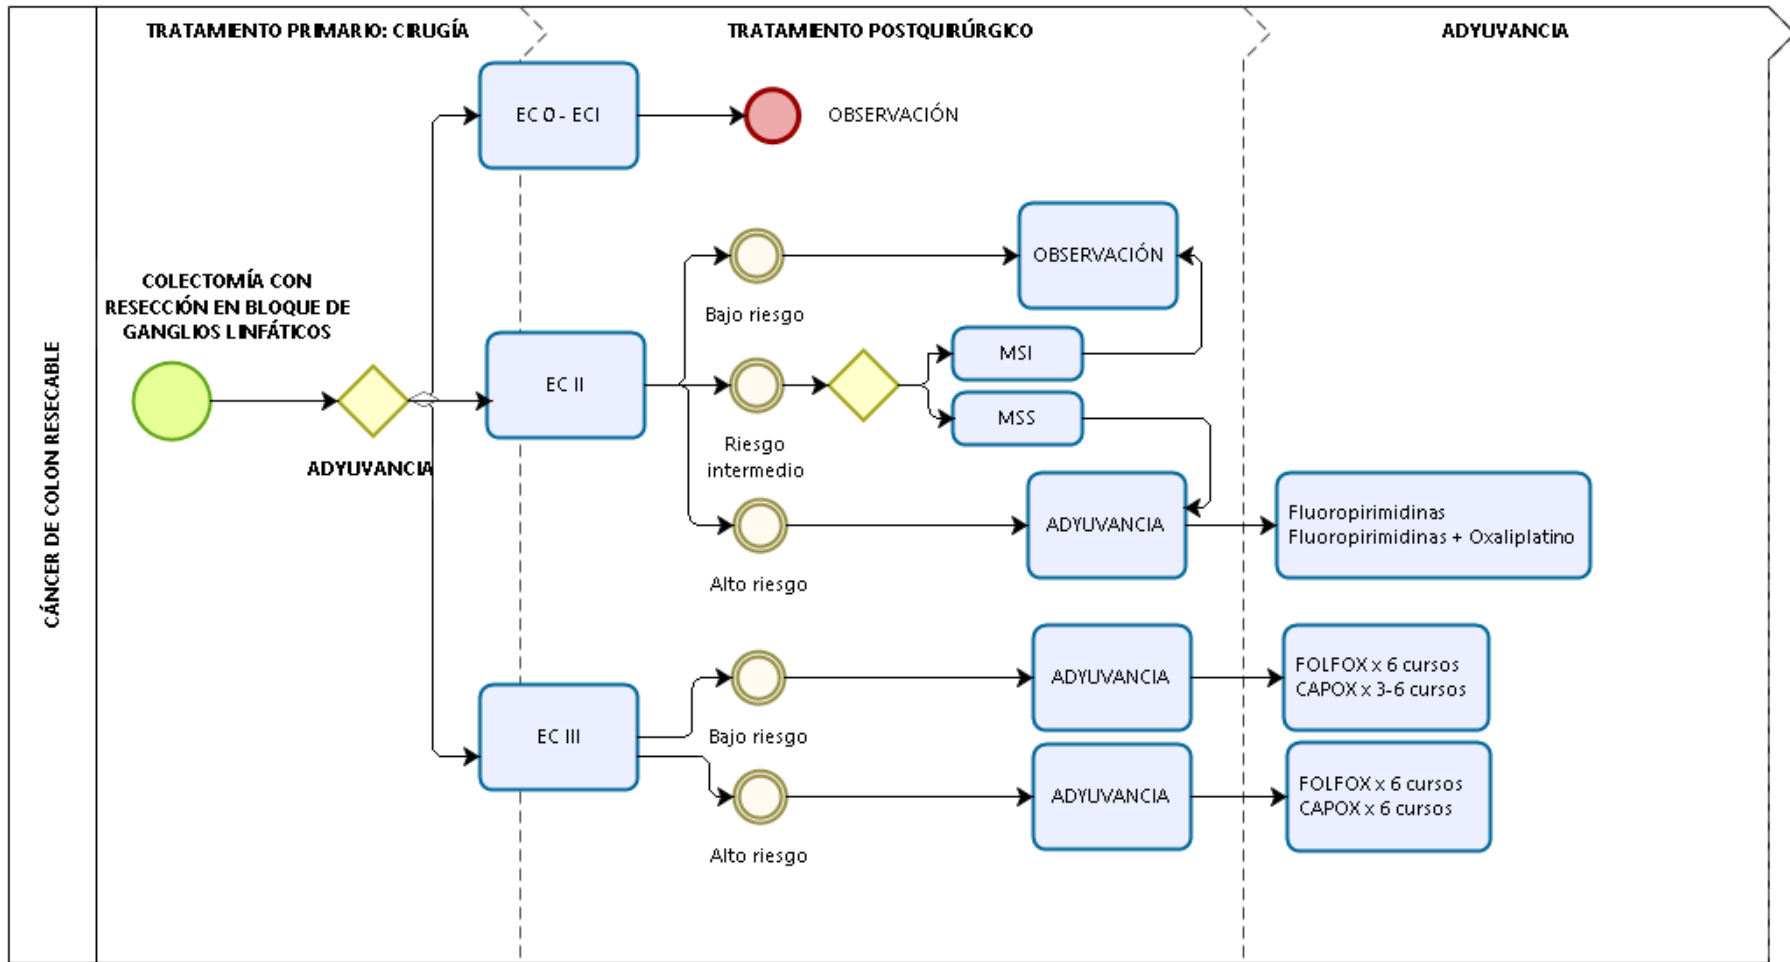 TRATAMIENTO PRIMARIO: CIRUGÍA
TRATAMIENTO POSTQUIRÚRGICO
ADYUVANCIA
CÁNCER DE COLON RESECABLE
COLECTOMÍA CON
RESECCIÓN EN BLOQUE DE
GANGLIOS LINFÁTICOS
ADYUVANCIA
EC 0 - ECI
OBSERVACIÓN
EC II
Bajo riesgo
OBSERVACIÓN
Riesgo
intermedio
MSI
MSS
Alto riesgo
ADYUVANCIA
Fluoropirimidinas
Fluoropirimidinas + Oxaliplatino
EC III
Bajo riesgo
ADYUVANCIA
FOLFOX x 6 cursos
CAPOX x 3-6 cursos
Alto riesgo
ADYUVANCIA
FOLFOX x 6 cursos
CAPOX x 6 cursos